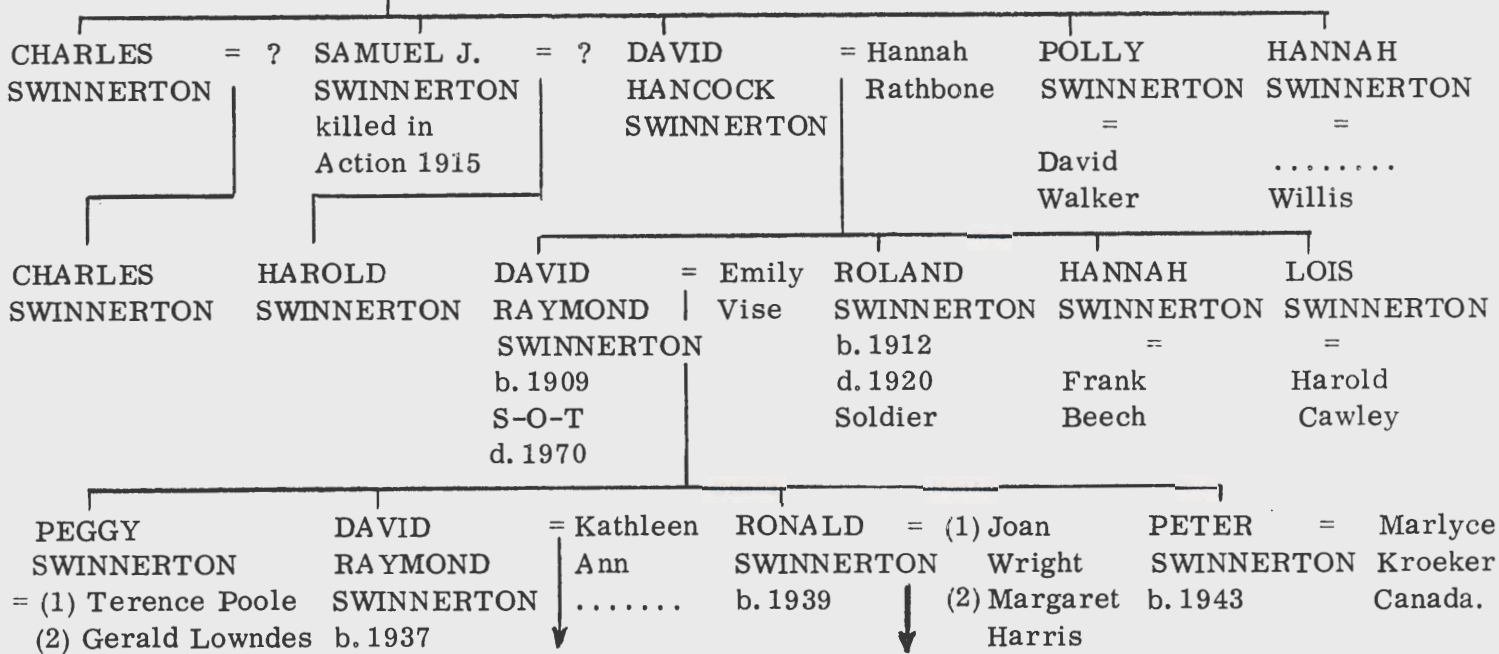 CHARLES = ? SAMUEL J. = ? DAVID = Hannah POLLY HANNAH
SWINNERTON SWINNERTON HANCOCK Rathbone SWINNERTON SWINNERTON
killed in SWINNERTON = =
Action 1915 David ........
Walker Willis
CHARLES HAROLD DAVID = Emily ROLAND HANNAH LOIS
SWINNERTON SWINNERTON RAYMOND Vise SWINNERTON SWINNERTON SWINNERTON
SWINNERTON b. 1912 = =
b. 1909 d. 1920 Frank Harold
S-O-T Soldier Beech Cawley
d. 1970
PEGGY DAVID = Kathleen RONALD = (1) Joan PETER = Marlyce
SWINNERTON RAYMOND Ann SWINNERTON Wright SWINNERTON Kroeker
= (1) Terence Poole SWINNERTON ....... b. 1939 (2) Margaret b. 1943 Canada.
(2) Gerald Lowndes b. 1937 Harris